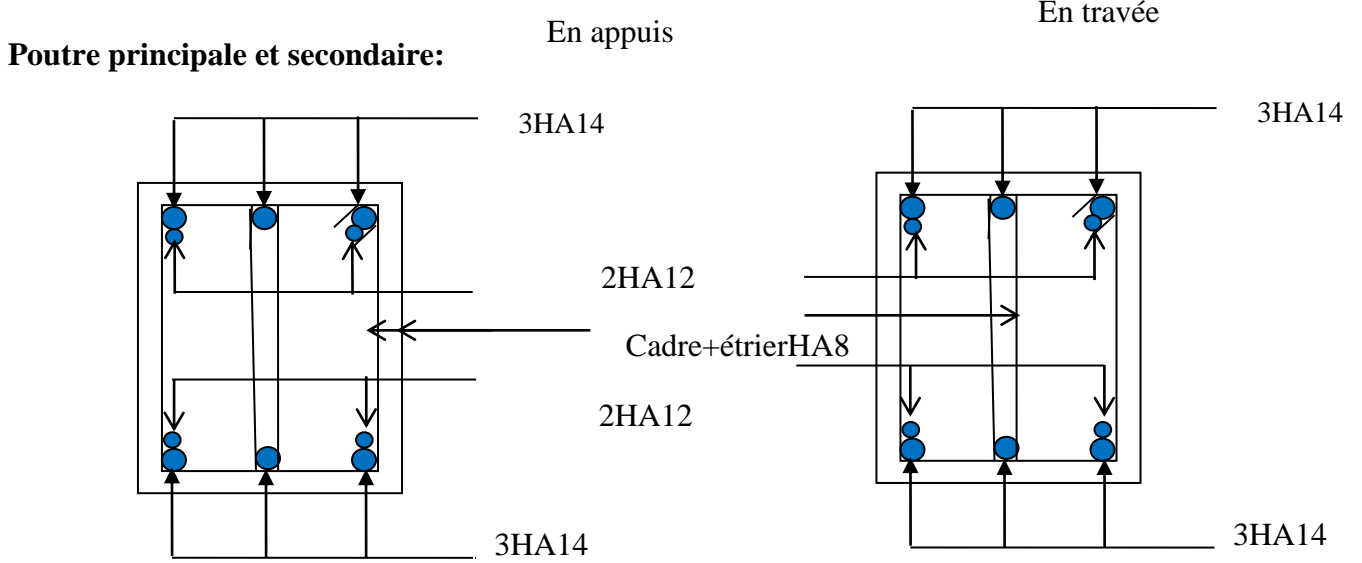 En travée
En appuis
Poutre principale et secondaire:
3HA14
3HA14
2HA12
Cadre+étrierHA8
2HA12
3HA14
3HA14